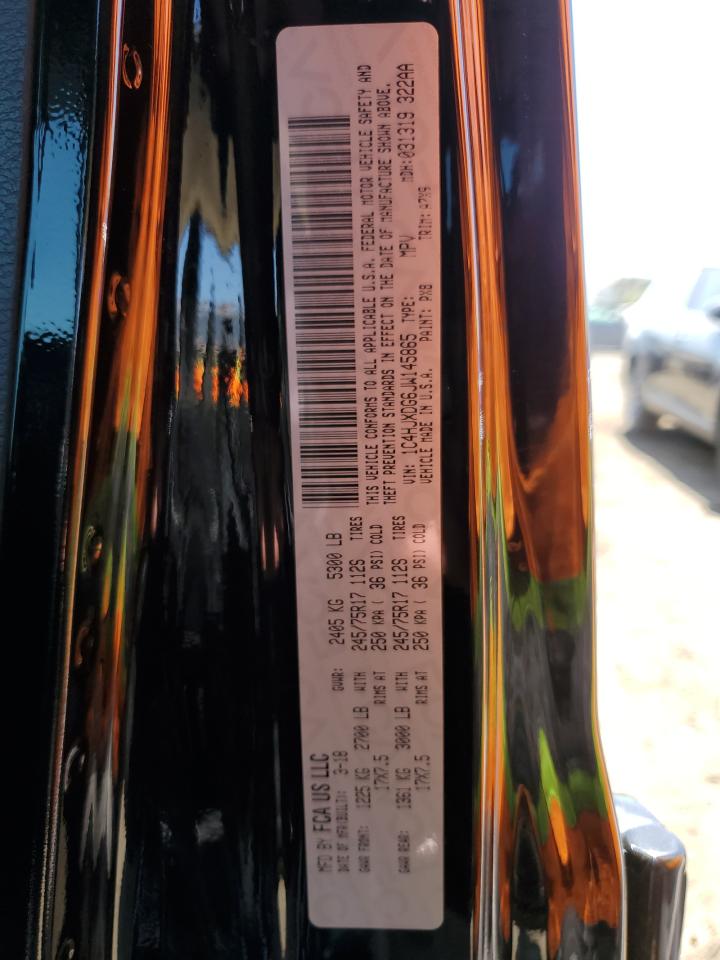 MFD BY FCA US LLC
DATE OF MFR(BUILT): 3-18 GVWR: 2405 KG 5300 LB
GAWR FRONT: 1225 KG 2700 LB WITH 245/75R17 112S TIRES
17X7.5 RIMS AT 250 KPA ( 36 PSI) COLD
GAWR REAR: 1361 KG 3000 LB WITH 245/75R17 112S TIRES
17X7.5 RIMS AT 250 KPA ( 36 PSI) COLD
THIS VEHICLE CONFORMS TO ALL APPLICABLE U.S.A. FEDERAL MOTOR VEHICLE SAFETY AND
THEFT PREVENTION STANDARDS IN EFFECT ON THE DATE OF MANUFACTURE SHOWN ABOVE.
VIN: 1C4HJXDG6JW145865 TYPE: MPV MDH:031319 322AA
VEHICLE MADE IN U.S.A. PAINT: PX8 TRIM: A7X9